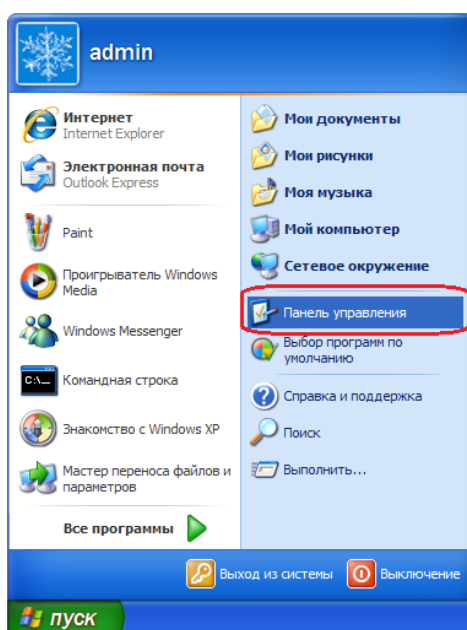 admin
Интернет
Internet Explorer
Электронная почта
Outlook Express
Paint
Проигрыватель Windows
Media
Windows Messenger
C:\_
Командная строка
Знакомство с Windows XP
Мастер переноса файлов и
параметров
Все программы
Мои документы
Мои рисунки
Моя музыка
Мой компьютер
Сетевое окружение
Панель управления
Выбор программ по
умолчанию
Справка и поддержка
Поиск
Выполнить...
Выход из системы
Выключение
пуск